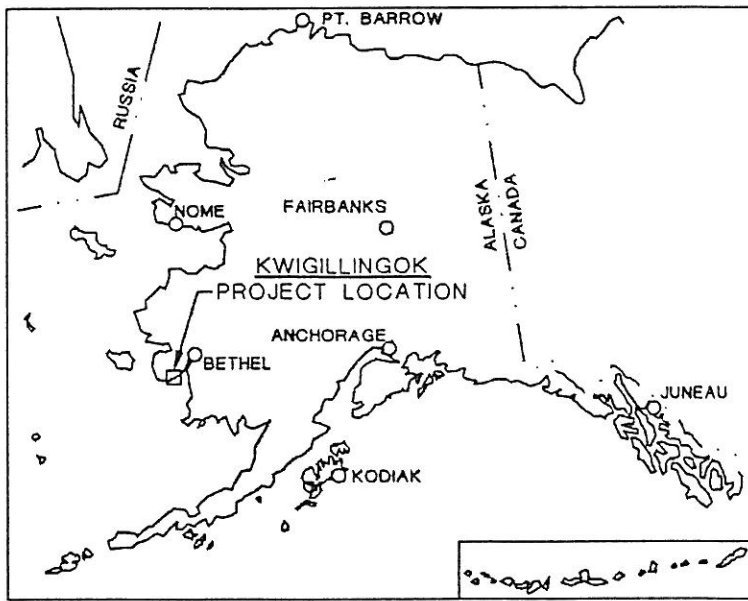 PT. BARROW
RUSSIA
NOME
FAIRBANKS
ALASKA
CANADA
KWIGILLINGOK
PROJECT LOCATION
ANCHORAGE
BETHEL
JUNEAU
KODIAK